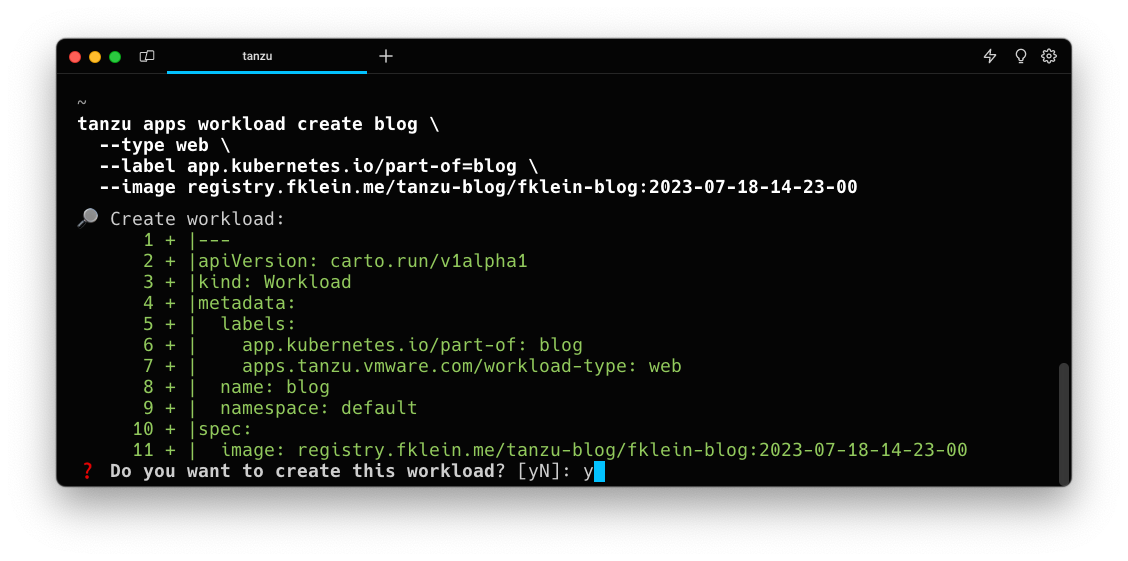 tanzu
~
tanzu apps workload create blog \
  --type web \
  --label app.kubernetes.io/part-of=blog \
  --image registry.fklein.me/tanzu-blog/fklein-blog:2023-07-18-14-23-00
🔎 Create workload:
      1 + |---
      2 + |apiVersion: carto.run/v1alpha1
      3 + |kind: Workload
      4 + |metadata:
      5 + |  labels:
      6 + |    app.kubernetes.io/part-of: blog
      7 + |    apps.tanzu.vmware.com/workload-type: web
      8 + |  name: blog
      9 + |  namespace: default
     10 + |spec:
     11 + |  image: registry.fklein.me/tanzu-blog/fklein-blog:2023-07-18-14-23-00
❓ Do you want to create this workload? [yN]: y